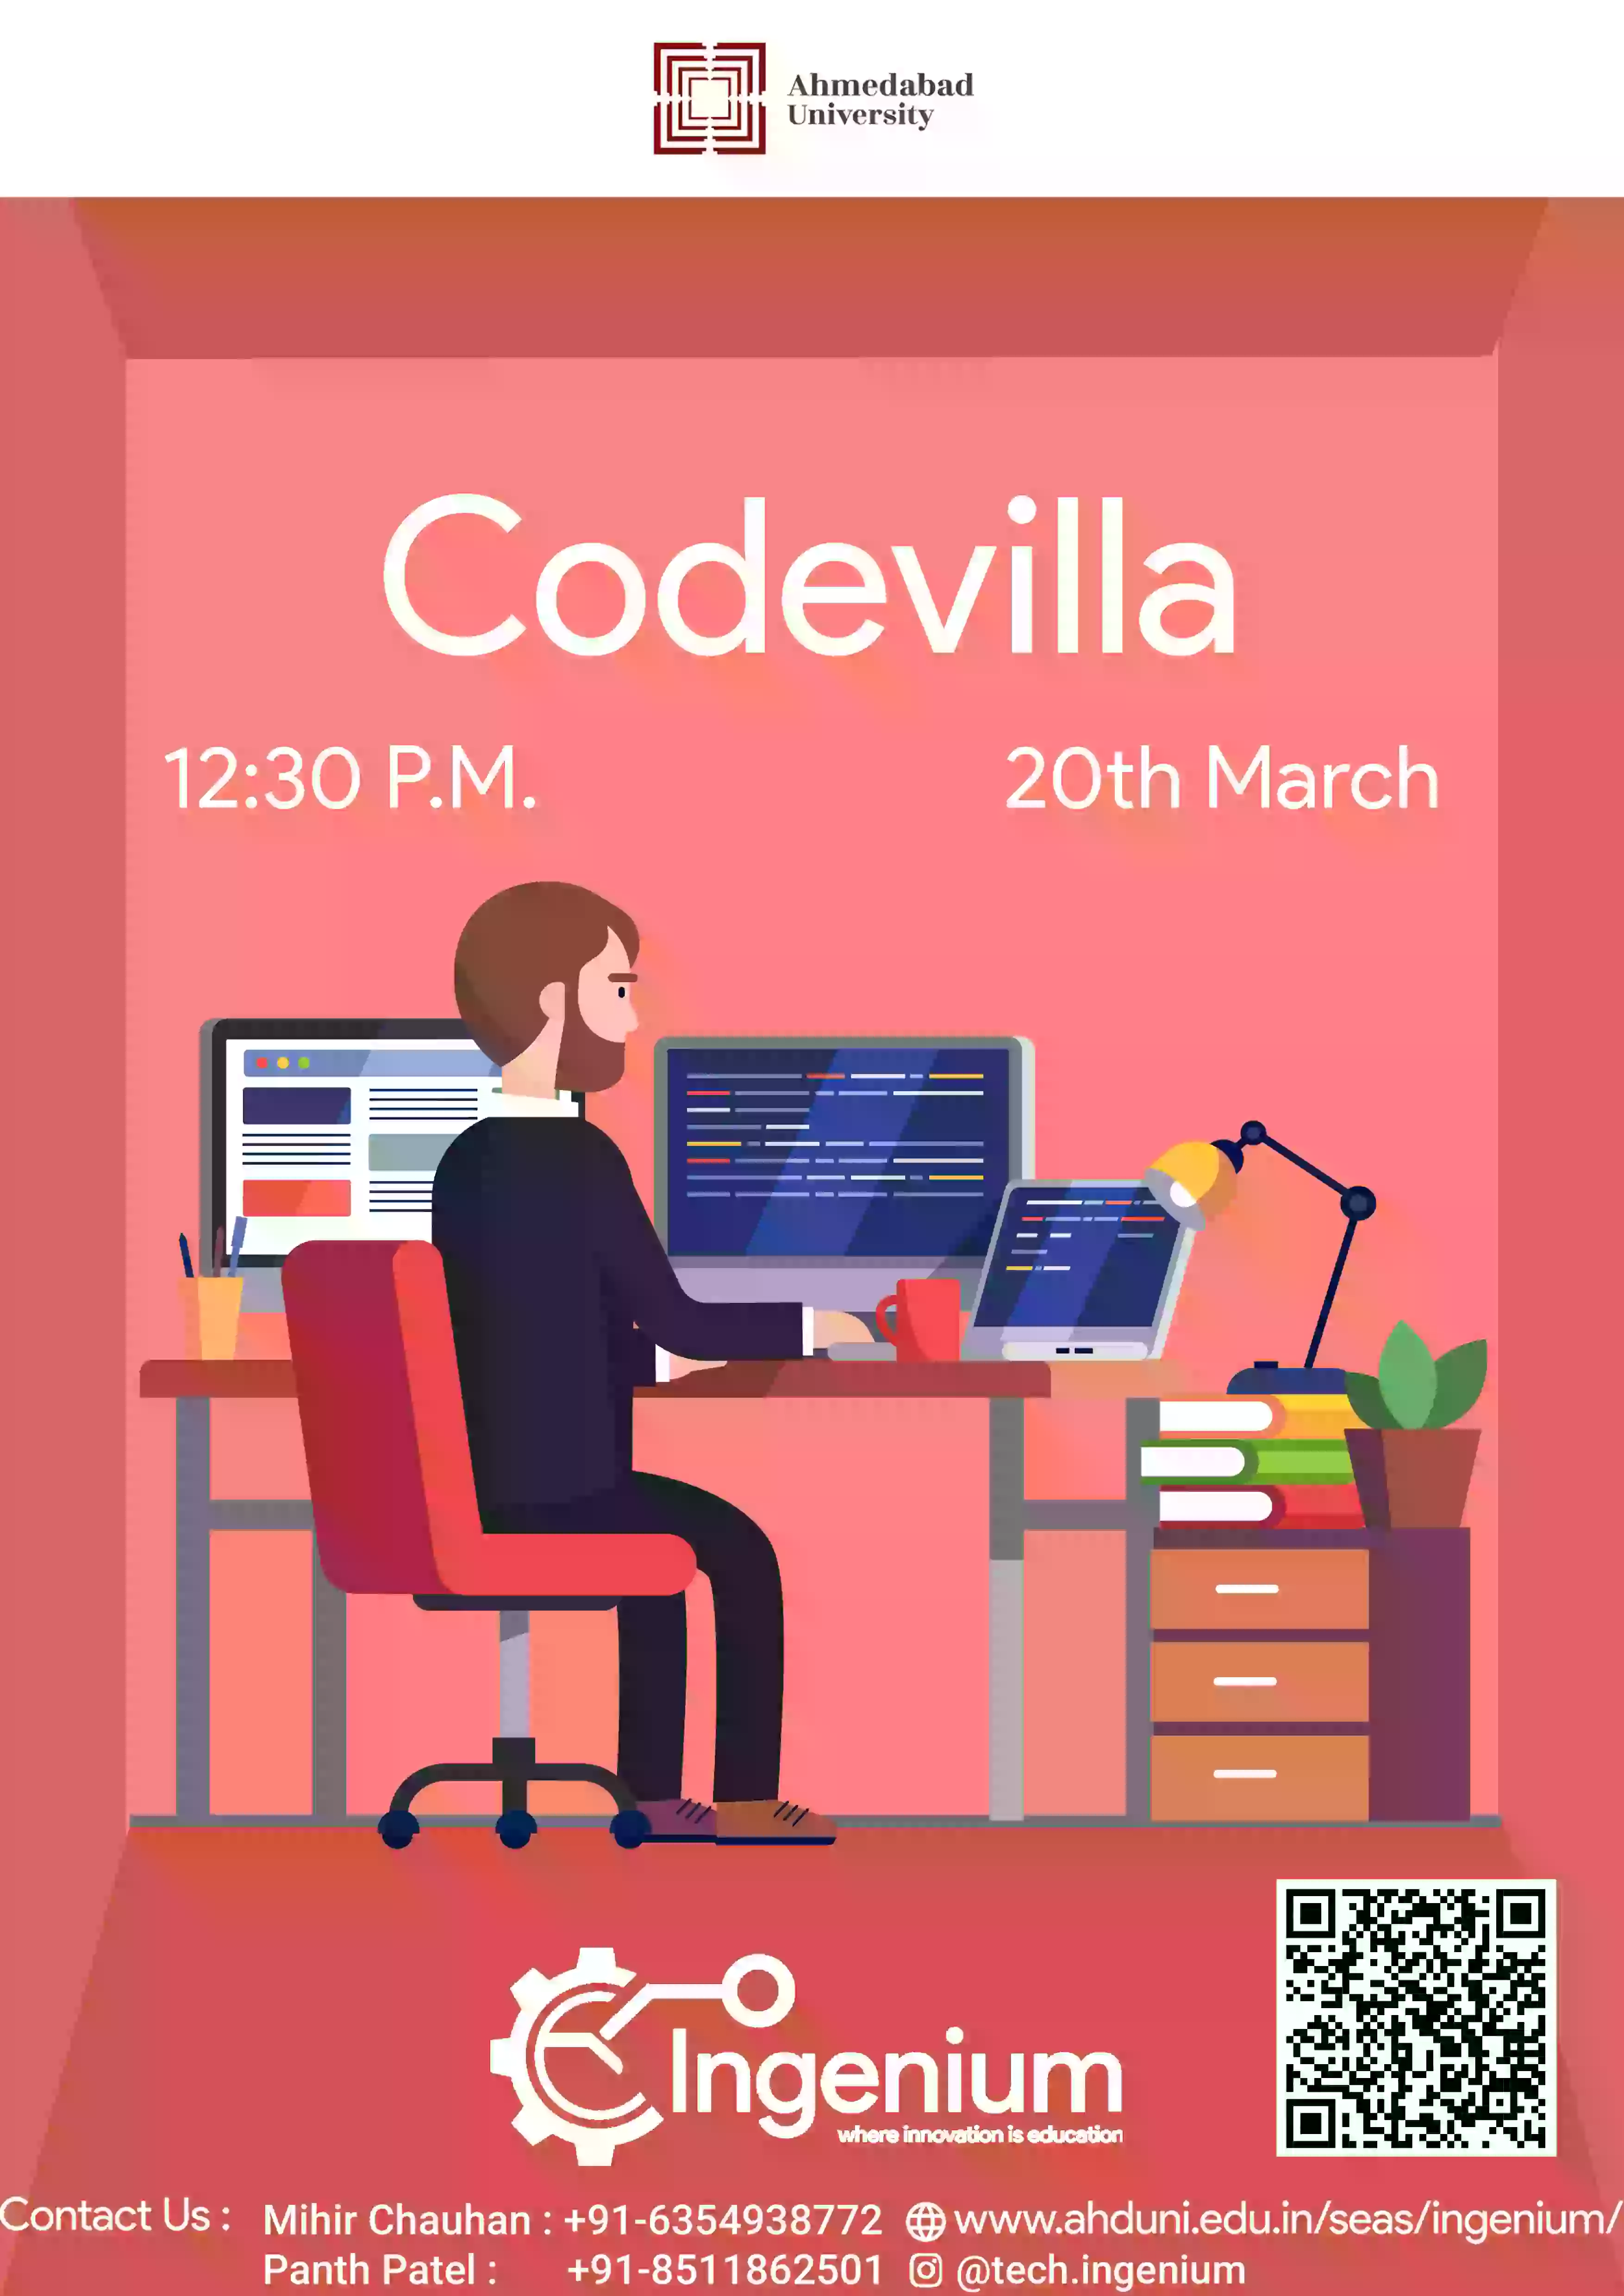 Ahmedabad
University
Codevilla
12:30 P.M.
20th March
Ingenium
where innovation is education
Contact Us : Mihir Chauhan : +91-6354938772 www.ahduni.edu.in/seas/ingenium/
Panth Patel : +91-8511862501 @tech.ingenium